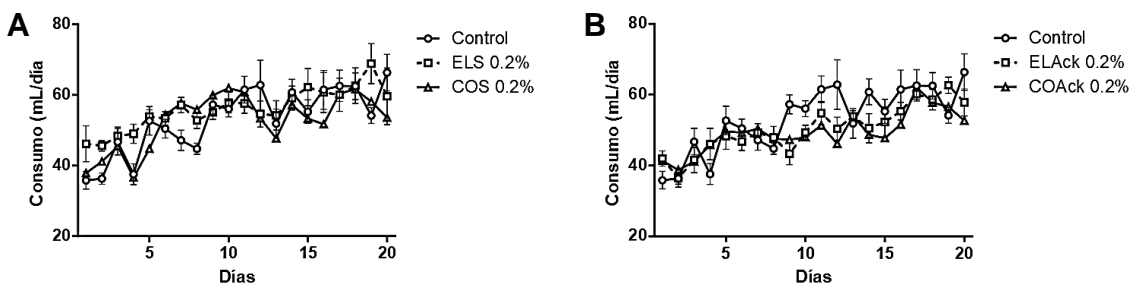 A
Consumo (mL/día)
80
60
40
20
5
10
15
20
Días
Control
ELS 0.2%
COS 0.2%
B
Consumo (mL/día)
80
60
40
20
5
10
15
20
Días
Control
ELAck 0.2%
COAck 0.2%